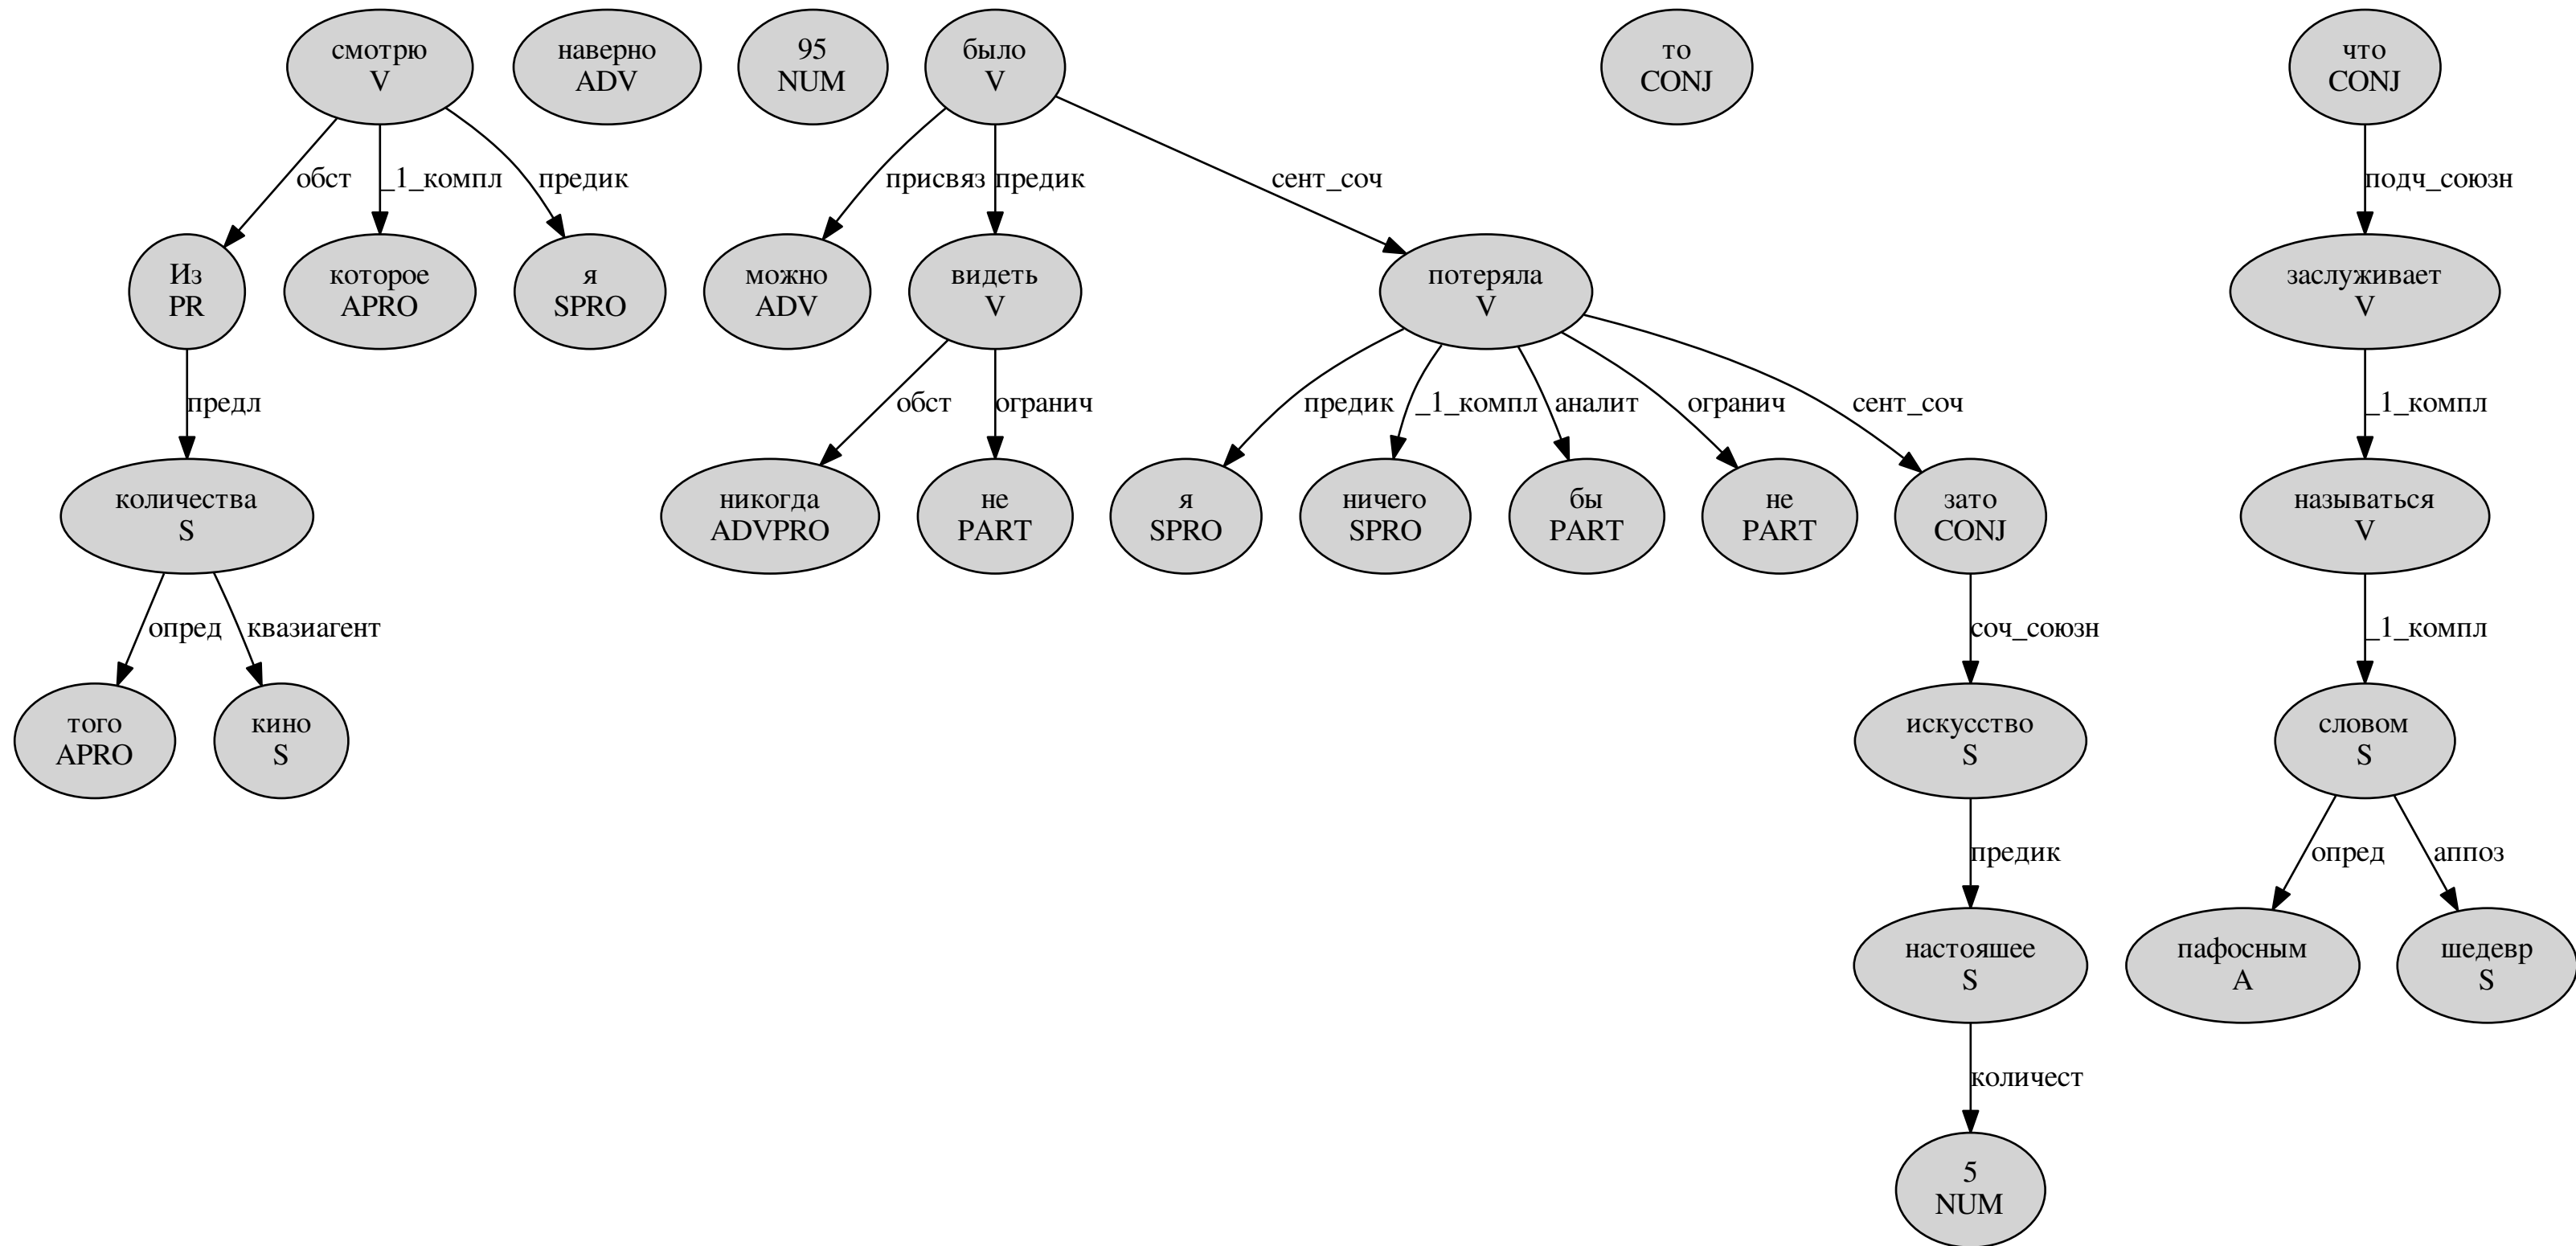 смотрю
V
наверно
ADV
95
NUM
было
V
то
CONJ
что
CONJ
обст
_1_компл
предик
присвяз
предик
сент_соч
подч_союзн
Из
PR
которое
APRO
я
SPRO
можно
ADV
видеть
V
потеряла
V
заслуживает
V
предл
обст
огранич
предик
_1_компл
аналит
огранич
сент_соч
_1_компл
количества
S
никогда
ADVPRO
не
PART
я
SPRO
ничего
SPRO
бы
PART
не
PART
зато
CONJ
называться
V
опред
квазиагент
соч_союзн
_1_компл
того
APRO
кино
S
искусство
S
словом
S
предик
опред
аппоз
настояшее
S
пафосным
A
шедевр
S
количест
5
NUM